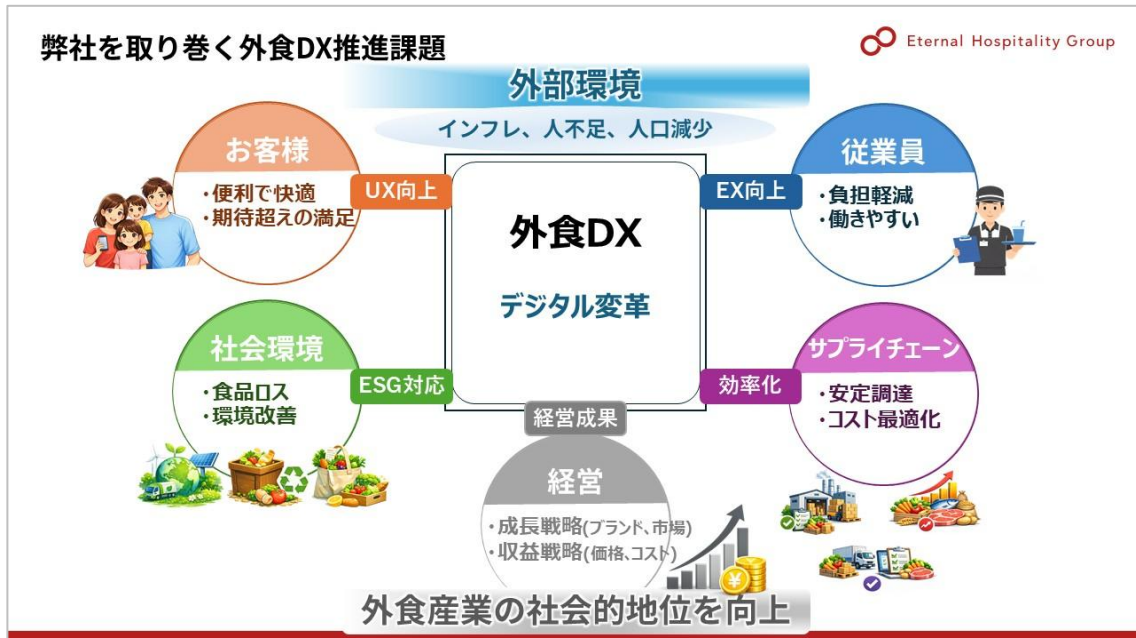 弊社を取り巻く外食DX推進課題
Eternal Hospitality Group
外部環境
インフレ、人不足、人口減少
お客様
・便利で快適
・期待超えの満足
UX向上
従業員
・負担軽減
・働きやすい
EX向上
外食DX
デジタル変革
社会環境
・食品ロス
・環境改善
ESG対応
サプライチェーン
・安定調達
・コスト最適化
効率化
経営成果
経営
・成長戦略(ブランド、市場)
・収益戦略(価格、コスト)
¥
外食産業の社会的地位を向上